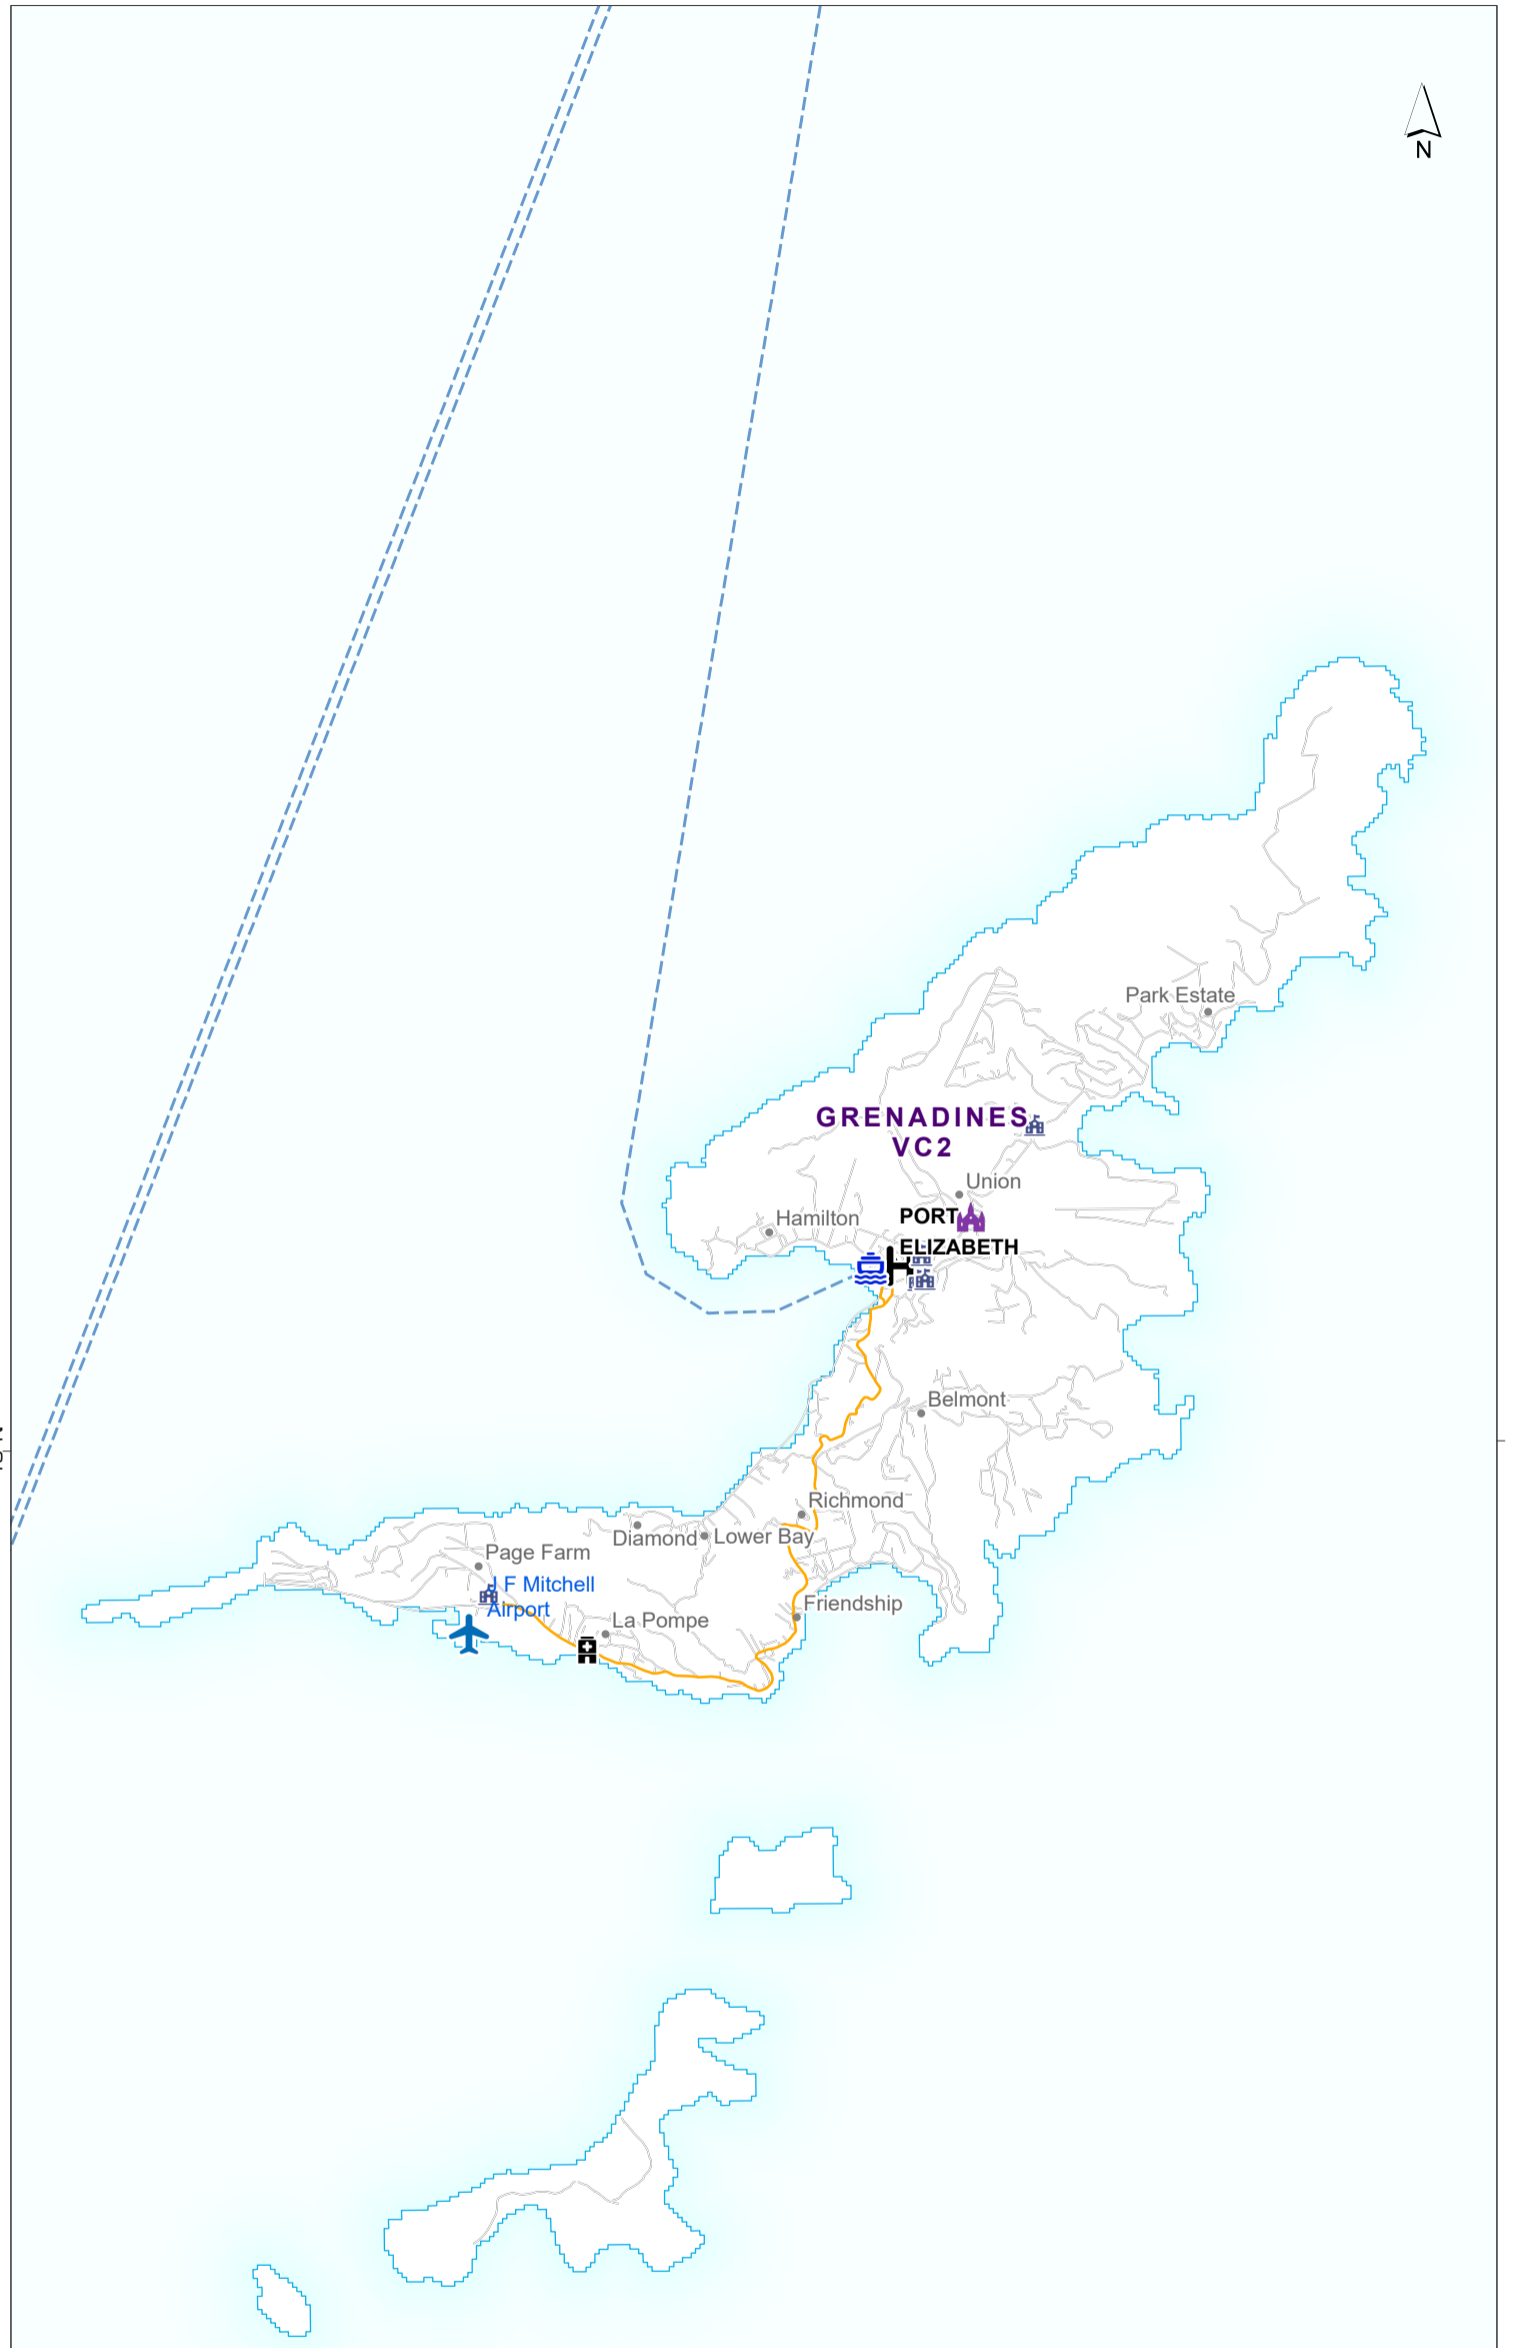 N
Park Estate
GRENADINES
VC2
Union
Hamilton
PORT
ELIZABETH
Belmont
Richmond
Diamond
Lower Bay
Page Farm
J F Mitchell
Airport
Friendship
La Pompe